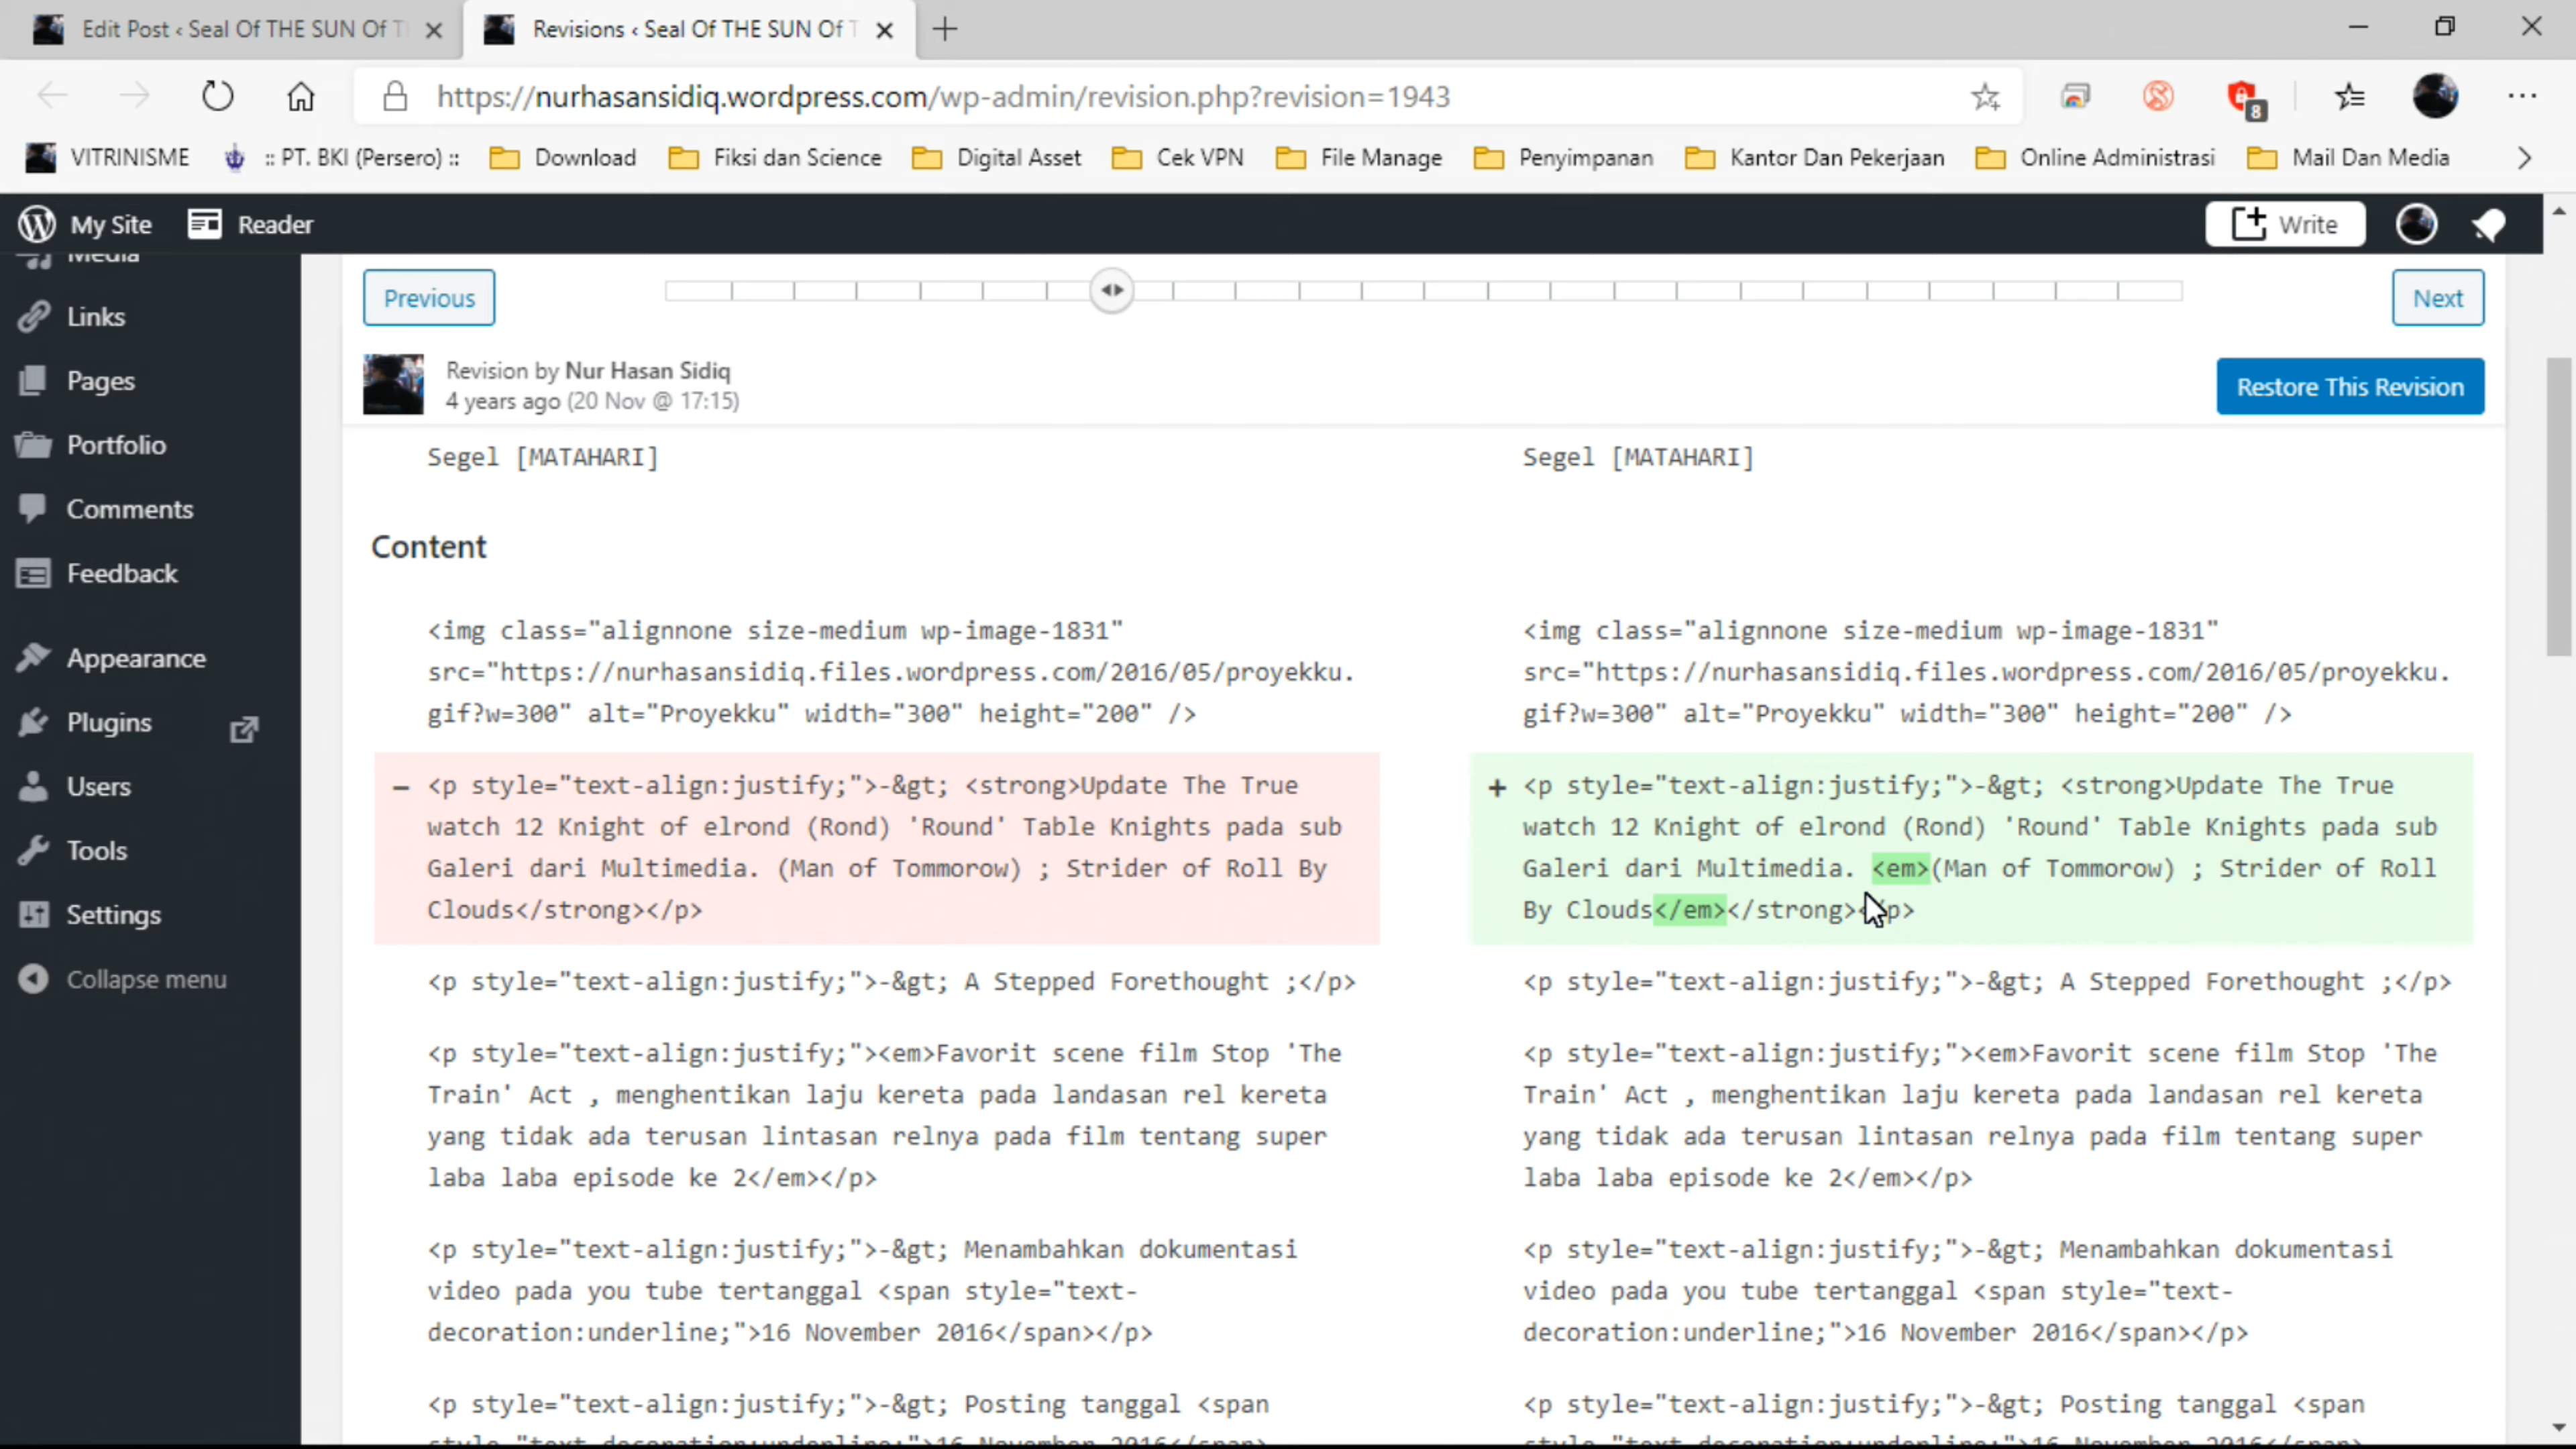 Edit Post ‹ Seal Of THE SUN Of T
Revisions ‹ Seal Of THE SUN Of T
https://nurhasansidiq.wordpress.com/wp-admin/revision.php?revision=1943
8
VITRINISME
:: PT. BKI (Persero) ::
Download
Fiksi dan Science
Digital Asset
Cek VPN
File Manage
Penyimpanan
Kantor Dan Pekerjaan
Online Administrasi
Mail Dan Media
My Site
Reader
Write
Media
Links
Pages
Portfolio
Comments
Feedback
Appearance
Plugins
Users
Tools
Settings
Collapse menu
Previous
Next
Revision by Nur Hasan Sidiq
4 years ago (20 Nov @ 17:15)
Restore This Revision
Segel [MATAHARI]
Segel [MATAHARI]
Content
<img class="alignnone size-medium wp-image-1831"
src="https://nurhasansidiq.files.wordpress.com/2016/05/proyekku.
gif?w=300" alt="Proyekku" width="300" height="200" />
− <p style="text-align:justify;">-&gt; <strong>Update The True
watch 12 Knight of elrond (Rond) 'Round' Table Knights pada sub
Galeri dari Multimedia. (Man of Tommorow) ; Strider of Roll By
Clouds</strong></p>
<p style="text-align:justify;">-&gt; A Stepped Forethought ;</p>
<p style="text-align:justify;"><em>Favorit scene film Stop 'The
Train' Act , menghentikan laju kereta pada landasan rel kereta
yang tidak ada terusan lintasan relnya pada film tentang super
laba laba episode ke 2</em></p>
<p style="text-align:justify;">-&gt; Menambahkan dokumentasi
video pada you tube tertanggal <span style="text-
decoration:underline;">16 November 2016</span></p>
<p style="text-align:justify;">-&gt; Posting tanggal <span
style="text-decoration:underline;">16 November 2016</span>
<img class="alignnone size-medium wp-image-1831"
src="https://nurhasansidiq.files.wordpress.com/2016/05/proyekku.
gif?w=300" alt="Proyekku" width="300" height="200" />
+ <p style="text-align:justify;">-&gt; <strong>Update The True
watch 12 Knight of elrond (Rond) 'Round' Table Knights pada sub
Galeri dari Multimedia. <em>(Man of Tommorow) ; Strider of Roll
By Clouds</em></strong></p>
<p style="text-align:justify;">-&gt; A Stepped Forethought ;</p>
<p style="text-align:justify;"><em>Favorit scene film Stop 'The
Train' Act , menghentikan laju kereta pada landasan rel kereta
yang tidak ada terusan lintasan relnya pada film tentang super
laba laba episode ke 2</em></p>
<p style="text-align:justify;">-&gt; Menambahkan dokumentasi
video pada you tube tertanggal <span style="text-
decoration:underline;">16 November 2016</span></p>
<p style="text-align:justify;">-&gt; Posting tanggal <span
style="text-decoration:underline;">16 November 2016</span>